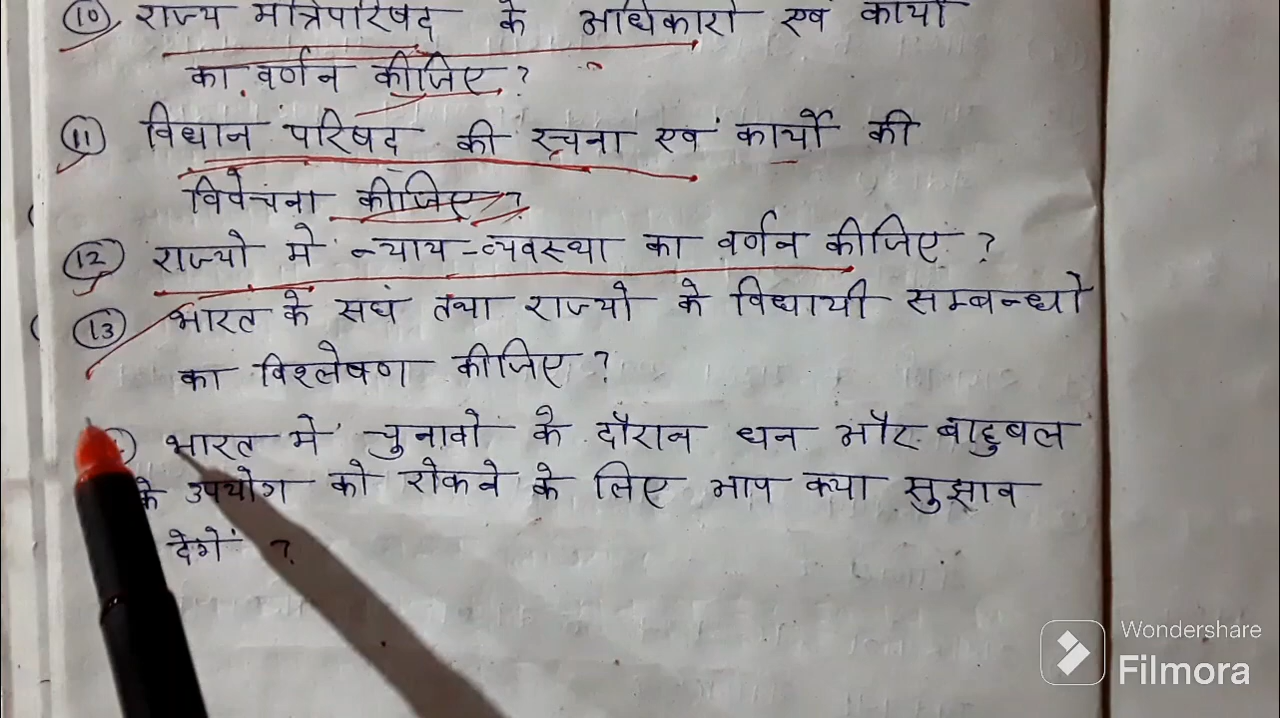 (10) राज्य मंत्रिपरिषद के अधिकारो एवं कार्यो
का वर्णन कीजिए ?
(11) विधान परिषद की रचना एवं कार्यो की
विवेचना कीजिए ?
(12) राज्यो मे न्याय-व्यवस्था का वर्णन कीजिए ?
(13) भारत के संघ तथा राज्यो के विधायी सम्बन्धो
का विश्लेषण कीजिए ?
भारत मे चुनावो के दौरान धन और बाहुबल
के उपयोग को रोकने के लिए आप क्या सुझाव
देगें ?
Wondershare
Filmora